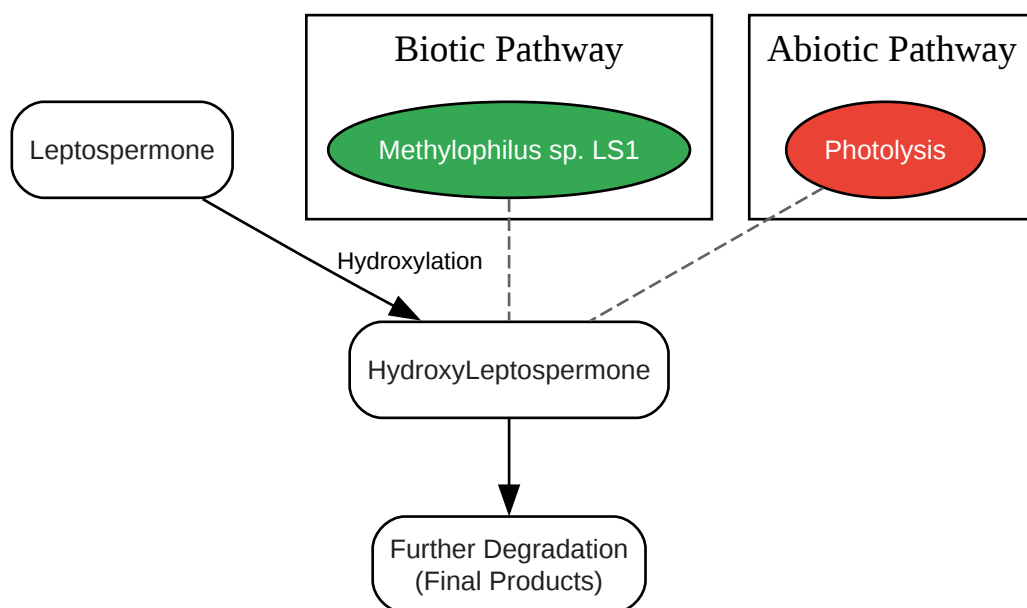 Biotic Pathway
Abiotic Pathway
Leptospermone
Methylophilus sp. LS1
Photolysis
Hydroxylation
HydroxyLeptospermone
Further Degradation
(Final Products)